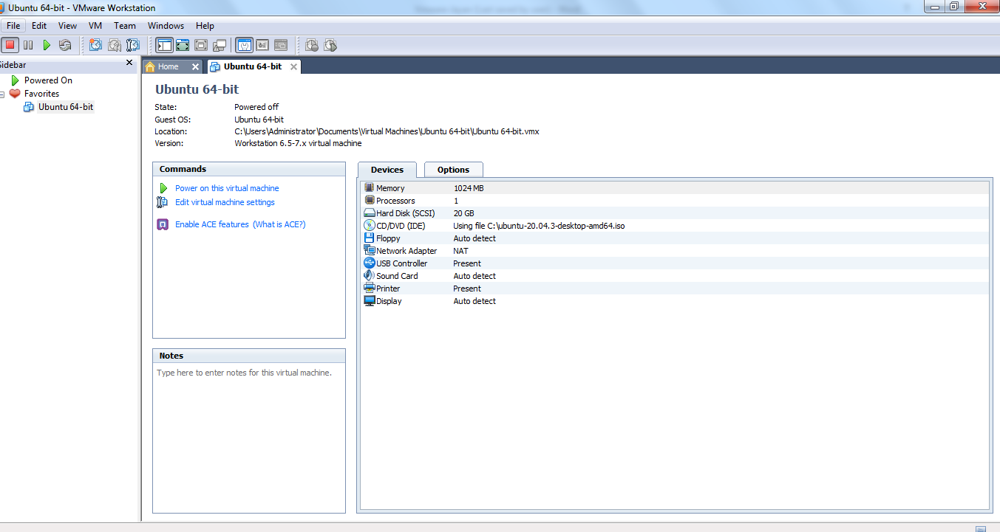 Ubuntu 64-bit - VMware Workstation
File Edit View VM Team Windows Help
Sidebar
Powered On
Favorites
Ubuntu 64-bit
Home
Ubuntu 64-bit
Ubuntu 64-bit
State: Powered off
Guest OS: Ubuntu 64-bit
Location: C:\Users\Administrator\Documents\Virtual Machines\Ubuntu 64-bit\Ubuntu 64-bit.vmx
Version: Workstation 6.5-7.x virtual machine
Commands
Power on this virtual machine
Edit virtual machine settings
Enable ACE features (What is ACE?)
Notes
Type here to enter notes for this virtual machine.
Devices Options
Memory 1024 MB
Processors 1
Hard Disk (SCSI) 20 GB
CD/DVD (IDE) Using file C:\ubuntu-20.04.3-desktop-amd64.iso
Floppy Auto detect
Network Adapter NAT
USB Controller Present
Sound Card Auto detect
Printer Present
Display Auto detect